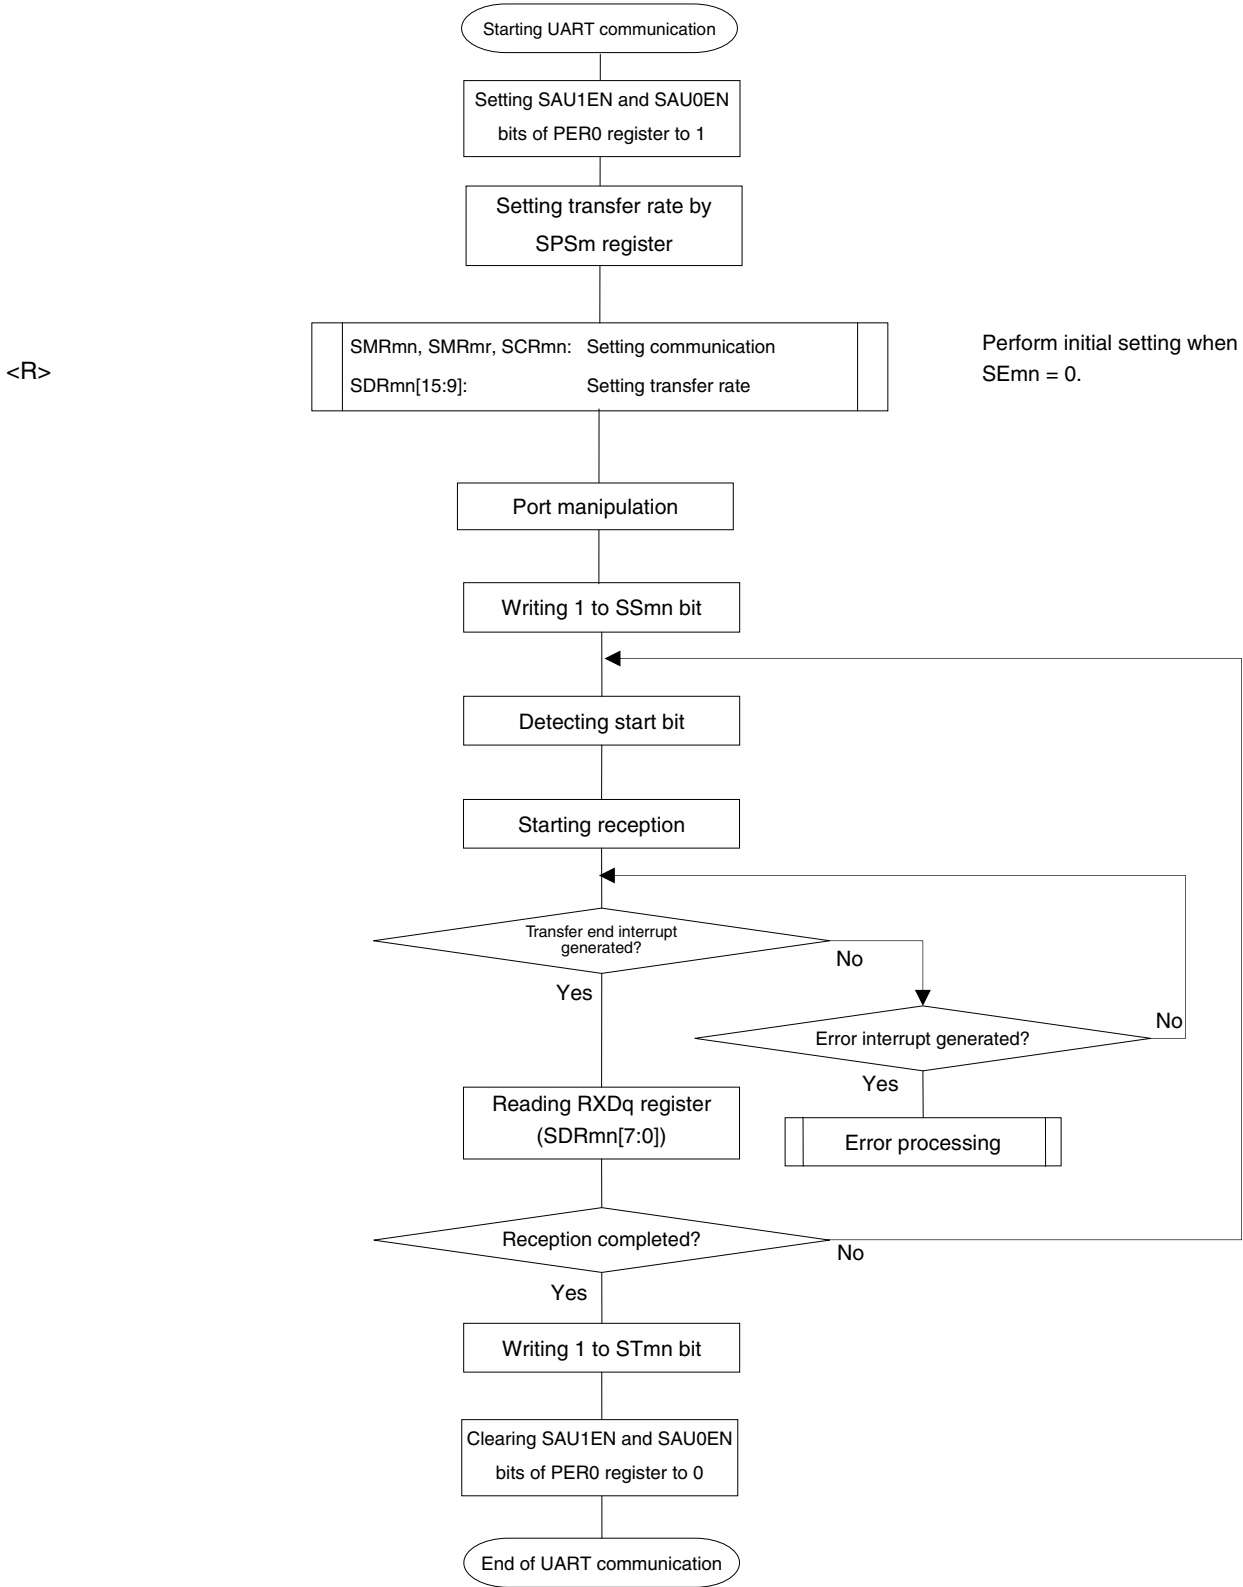 Starting UART communication
Setting SAU1EN and SAU0EN
bits of PER0 register to 1
Setting transfer rate by
SPSm register
<R>
SMRmn, SMRmr, SCRmn: Setting communication
SDRmn[15:9]: Setting transfer rate
Perform initial setting when
SEmn = 0.
Port manipulation
Writing 1 to SSmn bit
Detecting start bit
Starting reception
Transfer end interrupt
generated?
No
Yes
Error interrupt generated?
No
Yes
Reading RXDq register
(SDRmn[7:0])
Error processing
Reception completed?
No
Yes
Writing 1 to STmn bit
Clearing SAU1EN and SAU0EN
bits of PER0 register to 0
End of UART communication